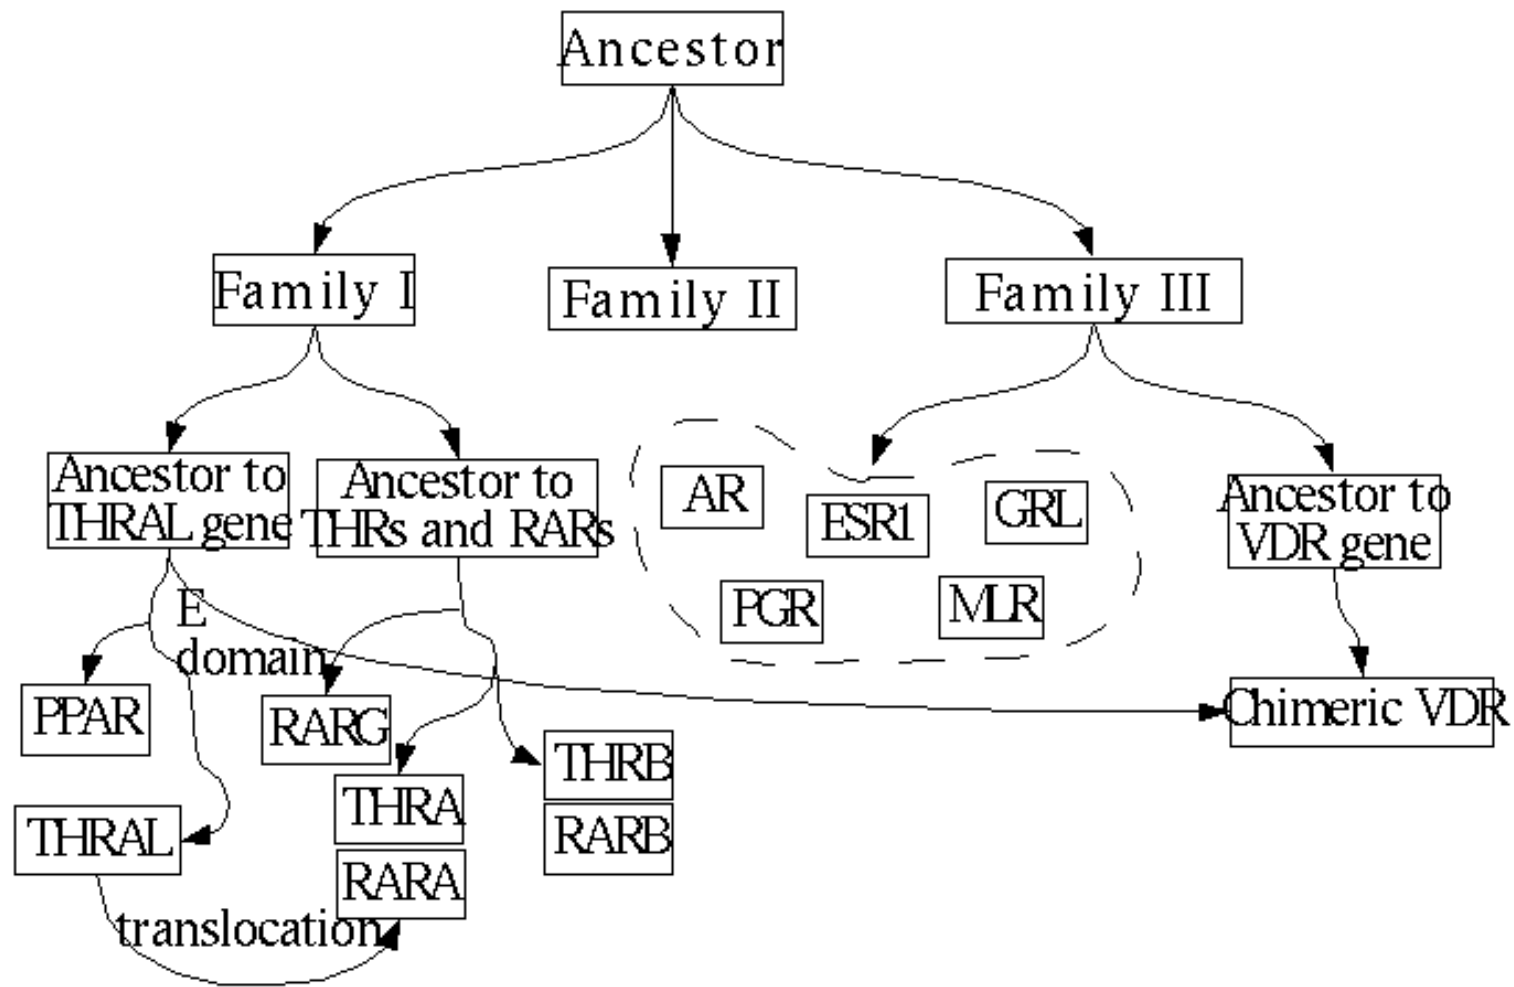 Ancestor
Family I
Family II
Family III
Ancestor to
THRAL gene
Ancestor to
THRs and RARs
AR
ESR1
GRL
PGR
MLR
Ancestor to
VDR gene
E
domain
PPAR
RARG
THRA
RARA
THRB
RARB
Chimeric VDR
THRAL
translocation